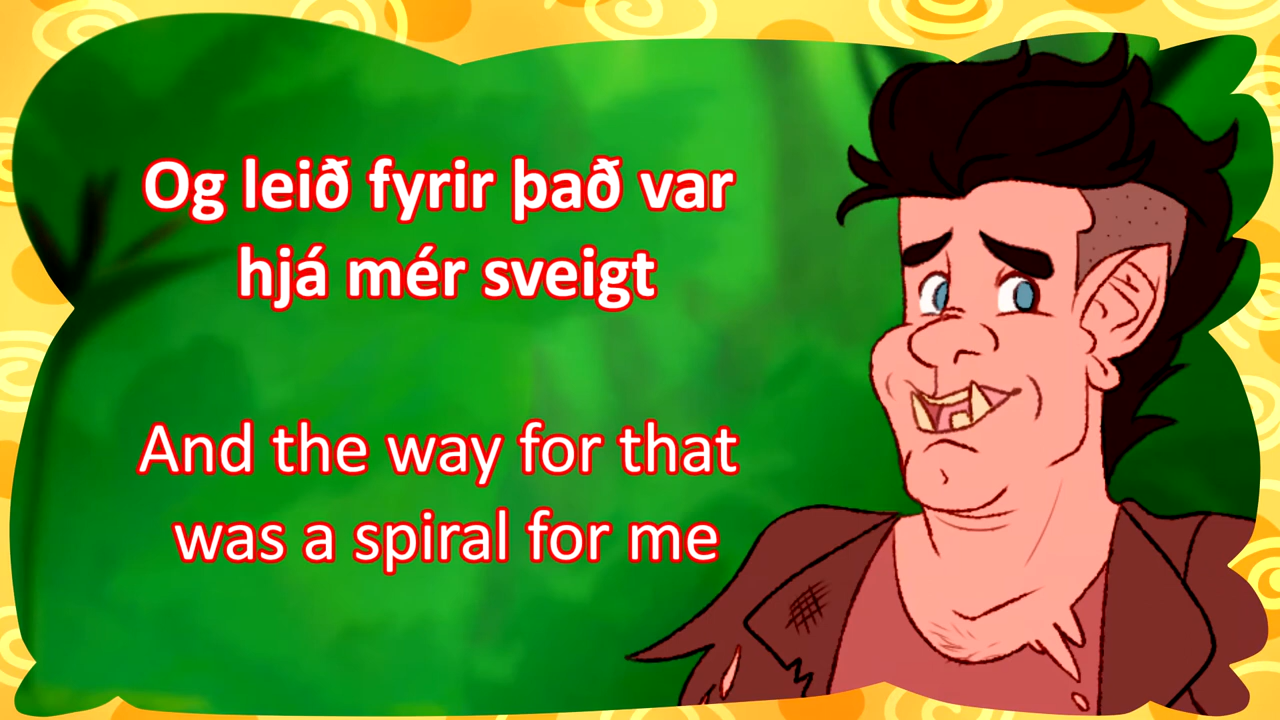 Og leið fyrir það var
hjá mér sveigt
And the way for that
was a spiral for me